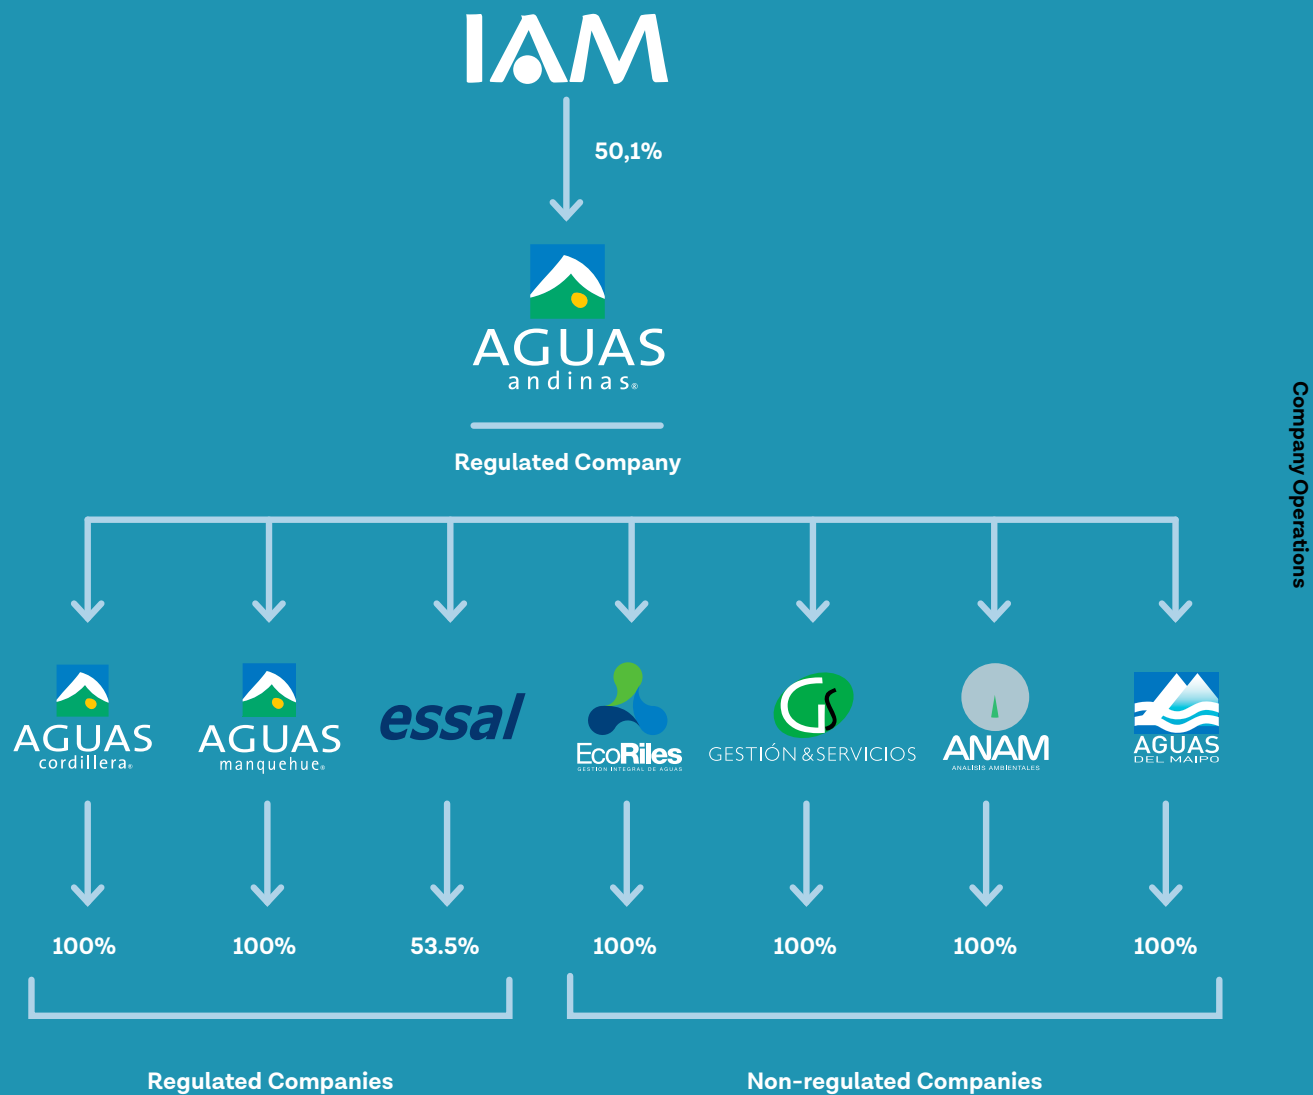 IAM
50,1%
AGUAS
andinas®
Regulated Company
Company Operations
AGUAS
cordillera®
AGUAS
manquehue®
essal
EcoRiles
GESTIÓN INTEGRAL DE AGUAS
GS
GESTIÓN & SERVICIOS
ANAM
ANALISIS AMBIENTALES
AGUAS
DEL MAIPO
100%
100%
53.5%
100%
100%
100%
100%
Regulated Companies
Non-regulated Companies